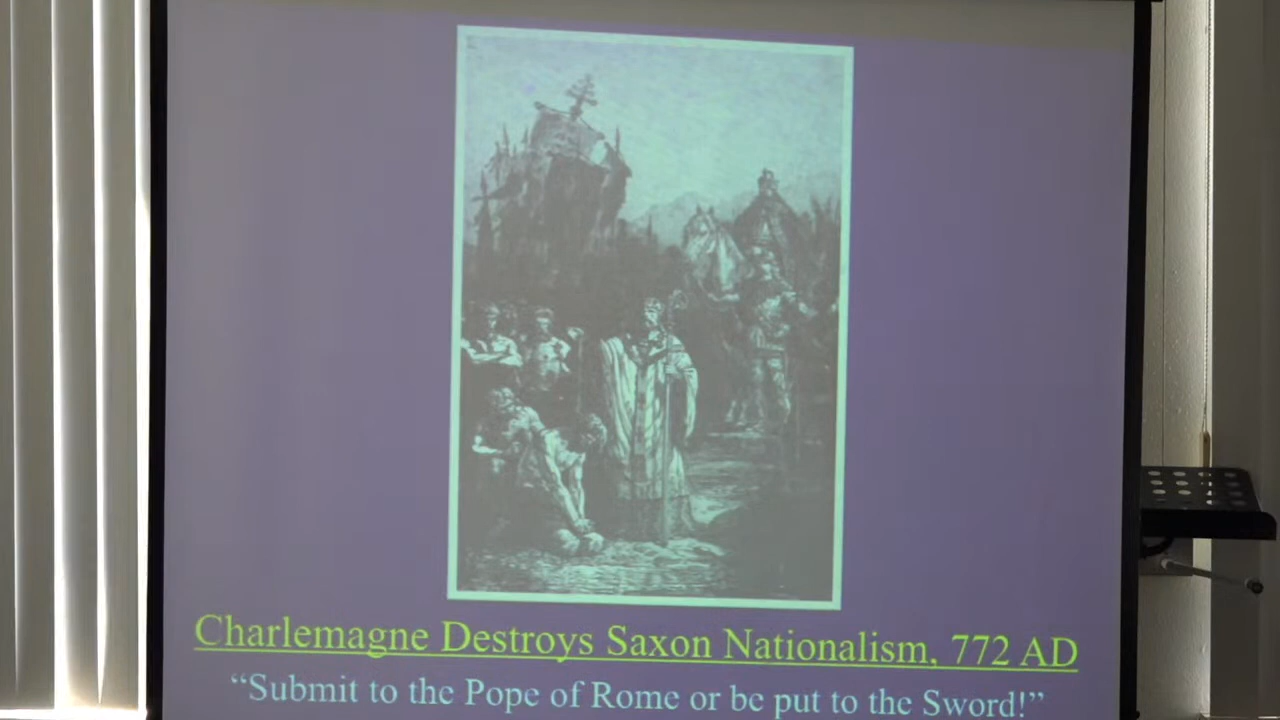 Charlemagne Destroys Saxon Nationalism, 772 AD
“Submit to the Pope of Rome or be put to the Sword!”